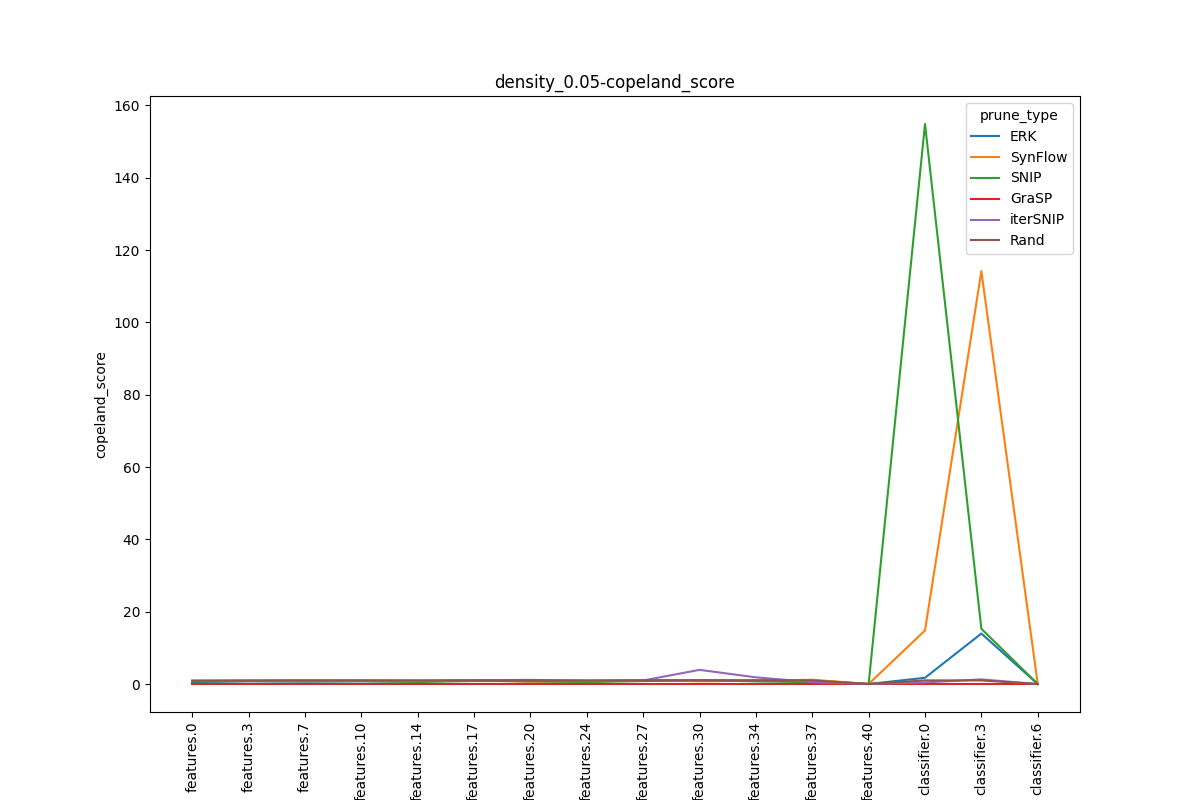 density_0.05-copeland_score
copeland_score
160
140
120
100
80
60
40
20
0
prune_type
ERK
SynFlow
SNIP
GraSP
iterSNIP
Rand
features.0
features.3
features.7
features.10
features.14
features.17
features.20
features.24
features.27
features.30
features.34
features.37
features.40
classifier.0
classifier.3
classifier.6